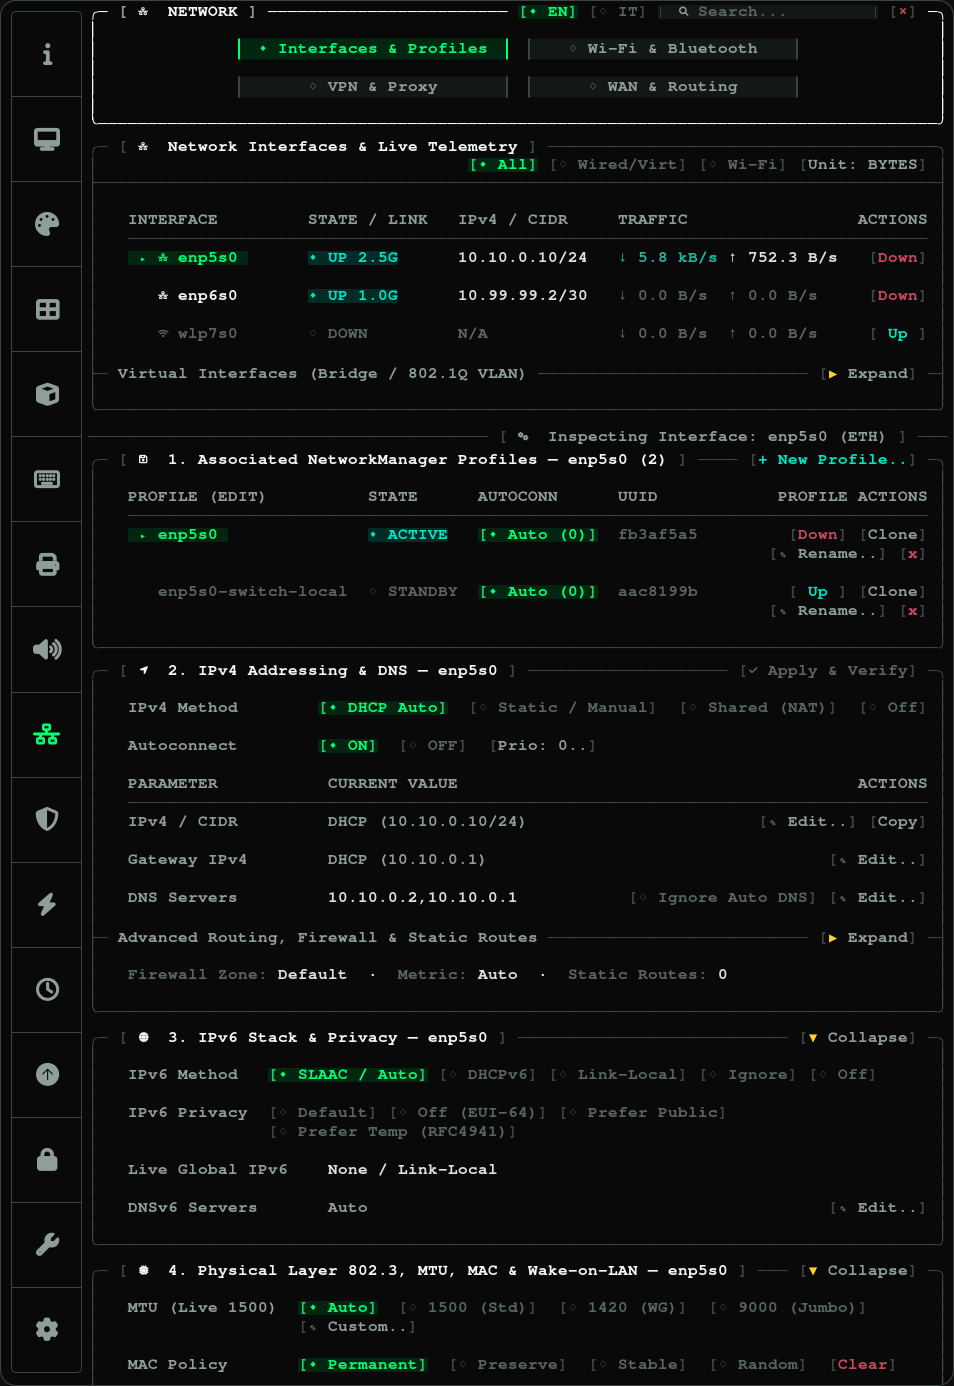 [ NETWORK ] [♦ EN] [♢ IT] Search... [×]
♦ Interfaces & Profiles ♢ Wi-Fi & Bluetooth
♢ VPN & Proxy ♢ WAN & Routing
[ Network Interfaces & Live Telemetry ]
[♦ All] [♢ Wired/Virt] [♢ Wi-Fi] [Unit: BYTES]
INTERFACE STATE / LINK IPv4 / CIDR TRAFFIC ACTIONS
▸ enp5s0 ♦ UP 2.5G 10.10.0.10/24 ↓ 5.8 kB/s ↑ 752.3 B/s [Down]
enp6s0 ♦ UP 1.0G 10.99.99.2/30 ↓ 0.0 B/s ↑ 0.0 B/s [Down]
wlp7s0 ♢ DOWN N/A ↓ 0.0 B/s ↑ 0.0 B/s [ Up ]
Virtual Interfaces (Bridge / 802.1Q VLAN) [▶ Expand]
[ Inspecting Interface: enp5s0 (ETH) ]
[ 1. Associated NetworkManager Profiles — enp5s0 (2) ] [+ New Profile..]
PROFILE (EDIT) STATE AUTOCONN UUID PROFILE ACTIONS
▸ enp5s0 ♦ ACTIVE [♦ Auto (0)] fb3af5a5 [Down] [Clone]
[✎ Rename..] [x]
enp5s0-switch-local ♢ STANDBY [♦ Auto (0)] aac8199b [ Up ] [Clone]
[✎ Rename..] [x]
[ 2. IPv4 Addressing & DNS — enp5s0 ] [✓ Apply & Verify]
IPv4 Method [♦ DHCP Auto] [♢ Static / Manual] [♢ Shared (NAT)] [♢ Off]
Autoconnect [♦ ON] [♢ OFF] [Prio: 0..]
PARAMETER CURRENT VALUE ACTIONS
IPv4 / CIDR DHCP (10.10.0.10/24) [✎ Edit..] [Copy]
Gateway IPv4 DHCP (10.10.0.1) [✎ Edit..]
DNS Servers 10.10.0.2,10.10.0.1 [♢ Ignore Auto DNS] [✎ Edit..]
Advanced Routing, Firewall & Static Routes [▶ Expand]
Firewall Zone: Default · Metric: Auto · Static Routes: 0
[ 3. IPv6 Stack & Privacy — enp5s0 ] [▼ Collapse]
IPv6 Method [♦ SLAAC / Auto] [♢ DHCPv6] [♢ Link-Local] [♢ Ignore] [♢ Off]
IPv6 Privacy [♢ Default] [♢ Off (EUI-64)] [♢ Prefer Public]
[♢ Prefer Temp (RFC4941)]
Live Global IPv6 None / Link-Local
DNSv6 Servers Auto [✎ Edit..]
[ 4. Physical Layer 802.3, MTU, MAC & Wake-on-LAN — enp5s0 ] [▼ Collapse]
MTU (Live 1500) [♦ Auto] [♢ 1500 (Std)] [♢ 1420 (WG)] [♢ 9000 (Jumbo)]
[✎ Custom..]
MAC Policy [♦ Permanent] [♢ Preserve] [♢ Stable] [♢ Random] [Clear]